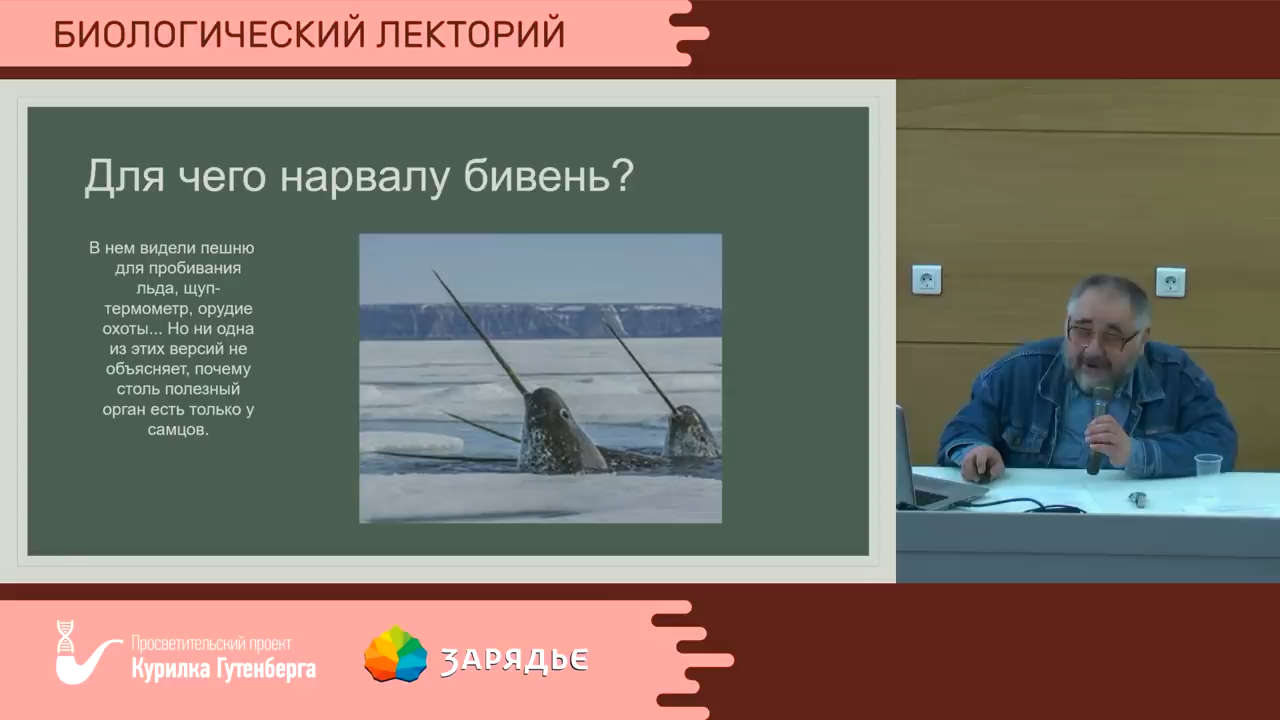 БИОЛОГИЧЕСКИЙ ЛЕКТОРИЙ
Для чего нарвалу бивень?
В нем видели пешню
для пробивания
льда, щуп-
термометр, орудие
охоты... Но ни одна
из этих версий не
объясняет, почему
столь полезный
орган есть только у
самцов.
Просветительский проект
Курилка Гутенберга
ЗАРЯДЬЕ